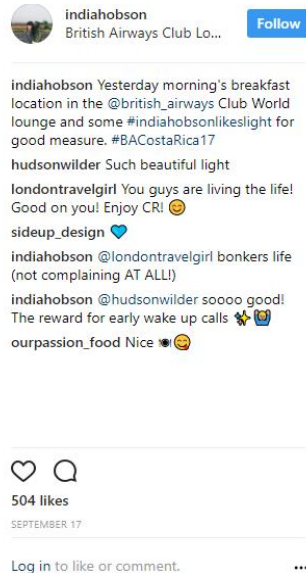 indiahobson
British Airways Club Lo...
Follow
indiahobson Yesterday morning's breakfast
location in the @british_airways Club World
lounge and some #indiahobsonlikeslight for
good measure. #BACostaRica17
hudsonwilder Such beautiful light
londontravelgirl You guys are living the life!
Good on you! Enjoy CR! 😊
sideup_design 💙
indiahobson @londontravelgirl bonkers life
(not complaining AT ALL!)
indiahobson @hudsonwilder soooo good!
The reward for early wake up calls ✨🙆
ourpassion_food Nice 🍽😋
504 likes
SEPTEMBER 17
Log in to like or comment.
...